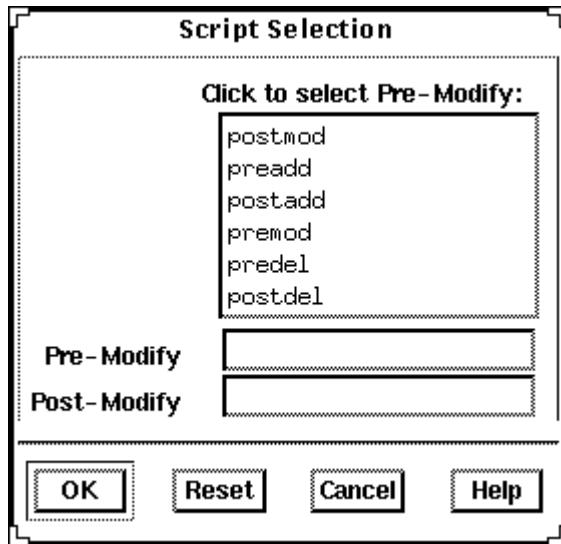 Script Selection
Click to select Pre-Modify:
postmod
preadd
postadd
premod
predel
postdel
Pre-Modify
Post-Modify
OK Reset Cancel Help